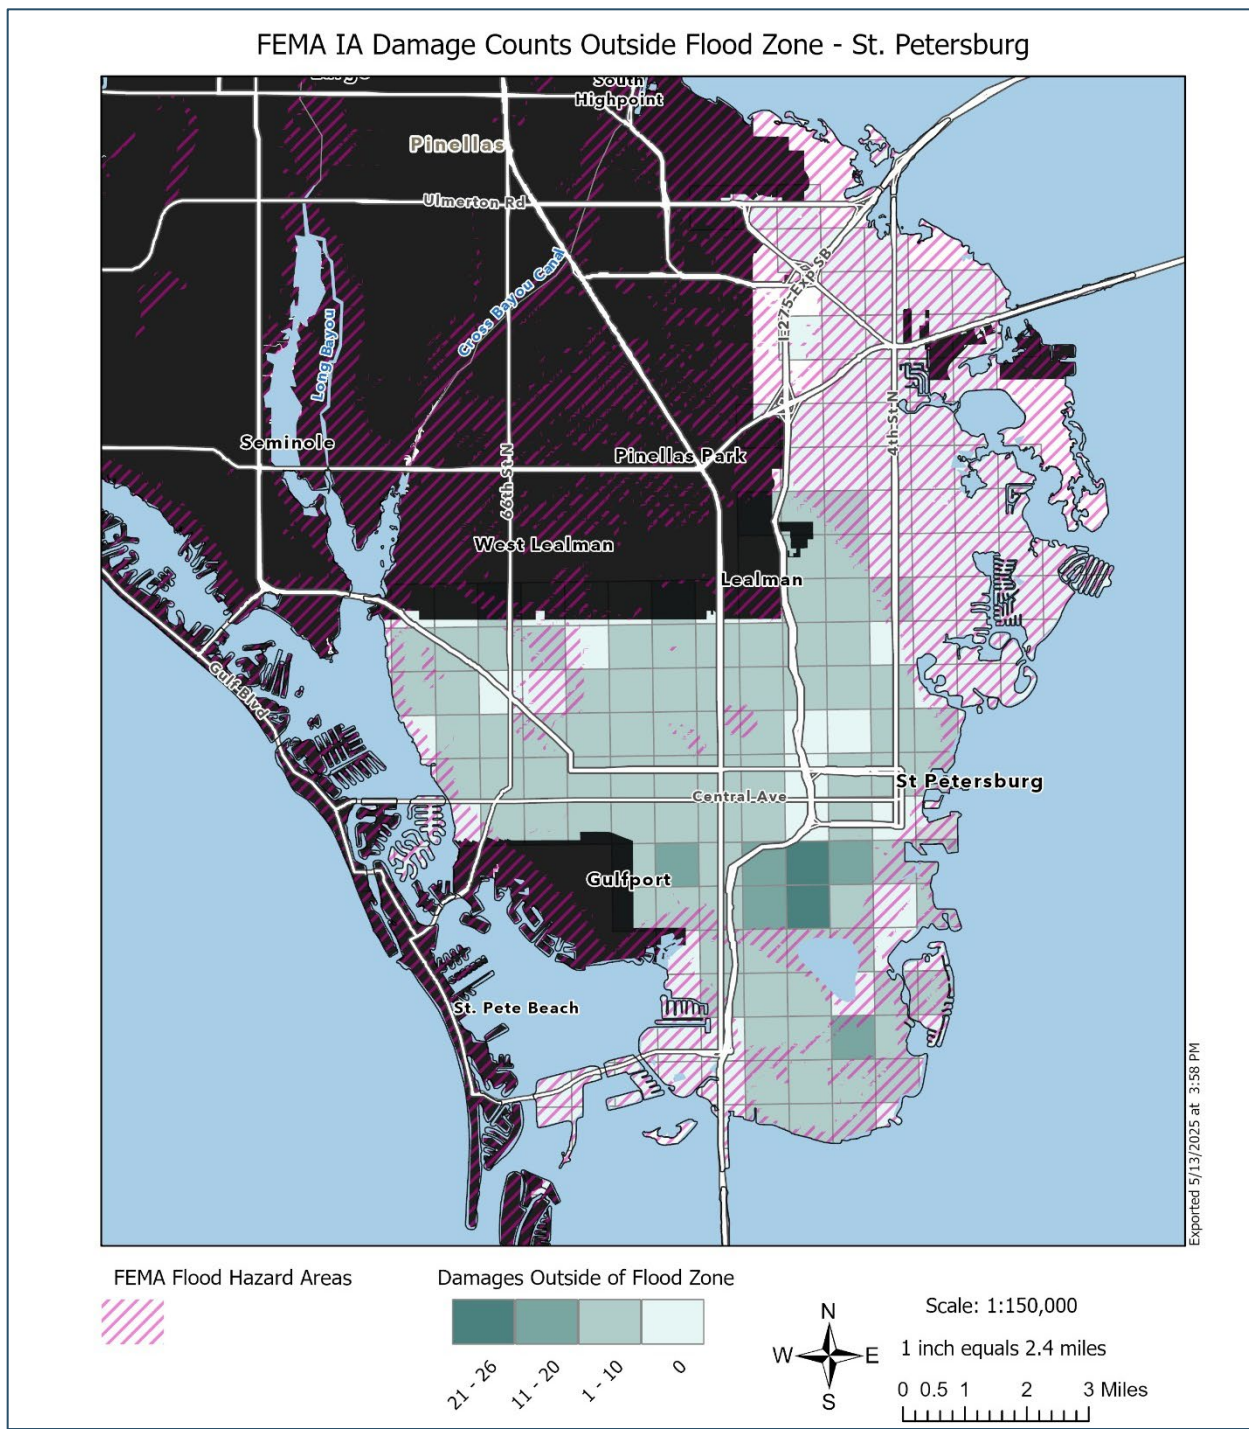 FEMA IA Damage Counts Outside Flood Zone - St. Petersburg
Largo
South
Highpoint
Pinellas
Ulmerton Rd
Cross Bayou Canal
I 275 EXP SB
Long Bayou
4th St N
Seminole
Pinellas Park
66th St N
West Lealman
Lealman
Gulf Blvd
St Petersburg
Central Ave
Gulfport
St. Pete Beach
Exported 5/13/2025 at 3:58 PM
FEMA Flood Hazard Areas
Damages Outside of Flood Zone
21 - 26
11 - 20
1 - 10
0
N
W E
S
Scale: 1:150,000
1 inch equals 2.4 miles
0 0.5 1 2 3 Miles